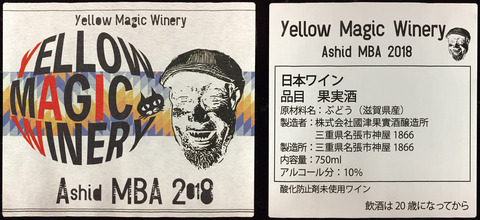 Yellow Magic Winery
YELLOW
MAGIC
WINERY
Ashid MBA 2018
Yellow Magic Winery
Ashid MBA 2018
日本ワイン
品目　果実酒
原材料名：ぶどう（滋賀県産）
製造者：株式会社國津果實酒醸造所
三重県名張市神屋 1866
製造所：三重県名張市神屋 1866
内容量：750ml
アルコール分：10%
酸化防止剤未使用ワイン
飲酒は 20 歳になってから